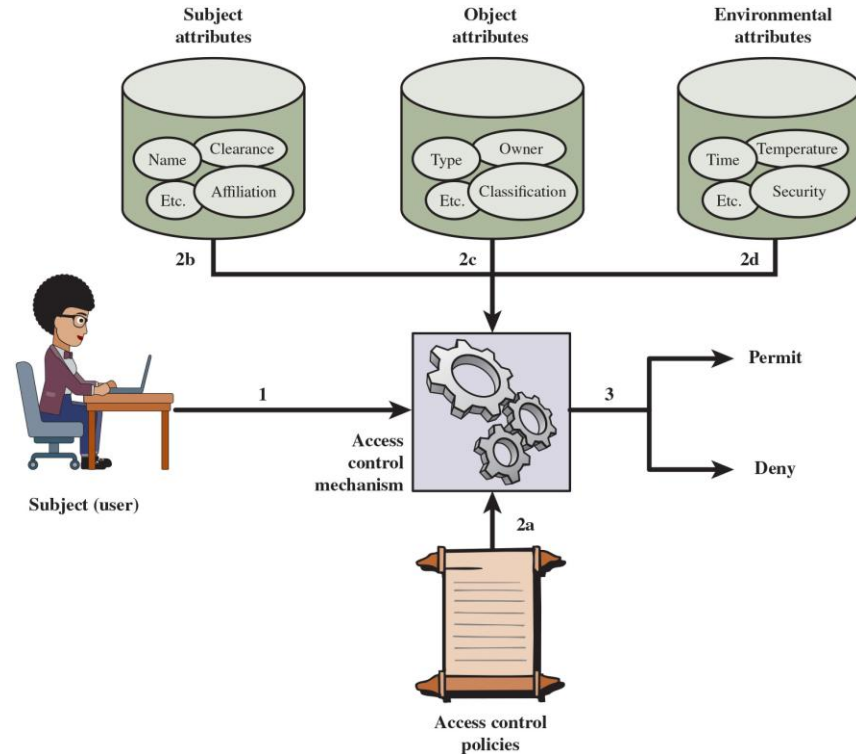 Subject
attributes
Object
attributes
Environmental
attributes
Name
Clearance
Etc.
Affiliation
Type
Owner
Etc.
Classification
Time
Temperature
Etc.
Security
2b
2c
2d
1
Access
control
mechanism
3
Permit
Deny
Subject (user)
2a
Access control
policies